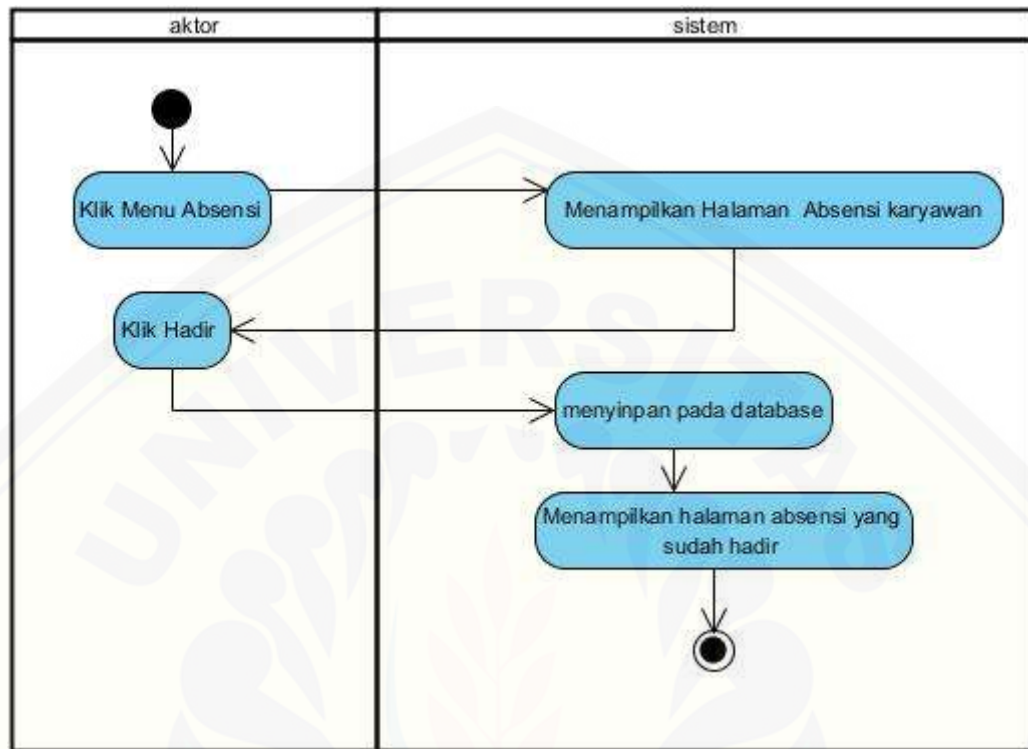 aktor
sistem
Klik Menu Absensi
Menampilkan Halaman Absensi karyawan
Klik Hadir
menyinpan pada database
Menampilkan halaman absensi yang
sudah hadir
UNIVERSITAS